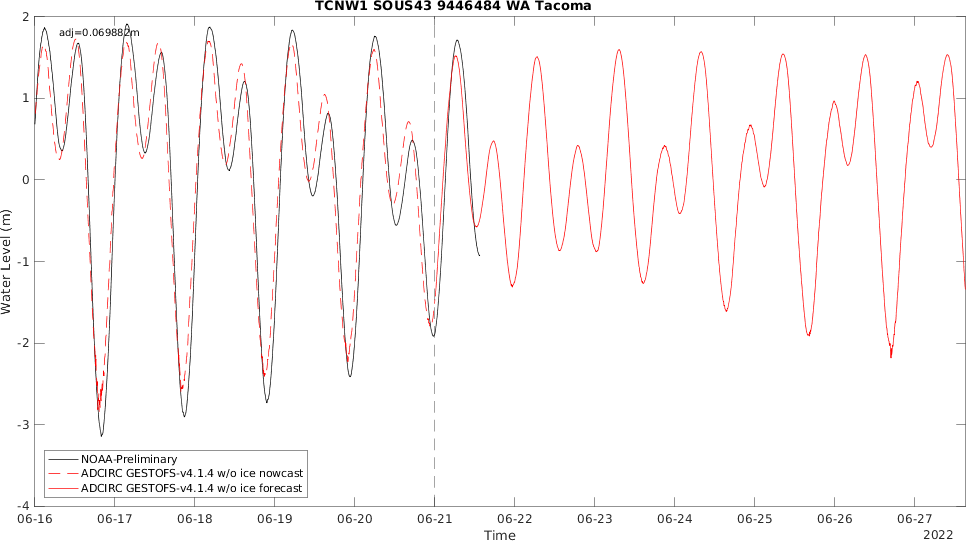 TCNW1 SOUS43 9446484 WA Tacoma
adj=0.069882m
2
1
0
-1
-2
-3
-4
Water Level (m)
NOAA-Preliminary
ADCIRC GESTOFS-v4.1.4 w/o ice nowcast
ADCIRC GESTOFS-v4.1.4 w/o ice forecast
06-16 06-17 06-18 06-19 06-20 06-21 06-22 06-23 06-24 06-25 06-26 06-27
Time
2022